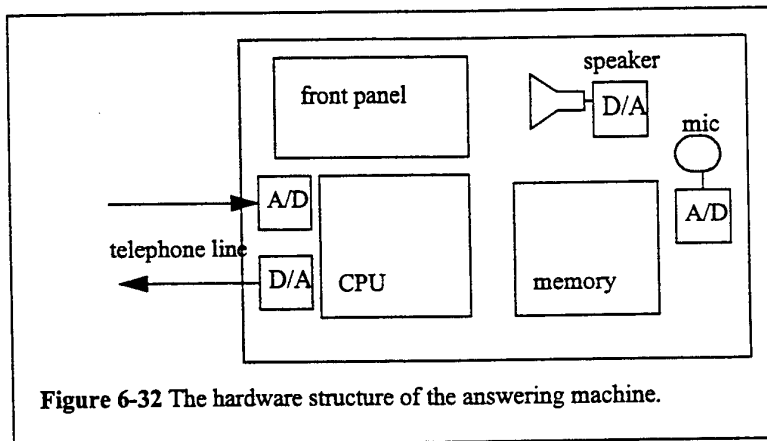 speaker
front panel
D/A
mic
A/D
A/D
telephone line
D/A
CPU
memory
Figure 6-32 The hardware structure of the answering machine.